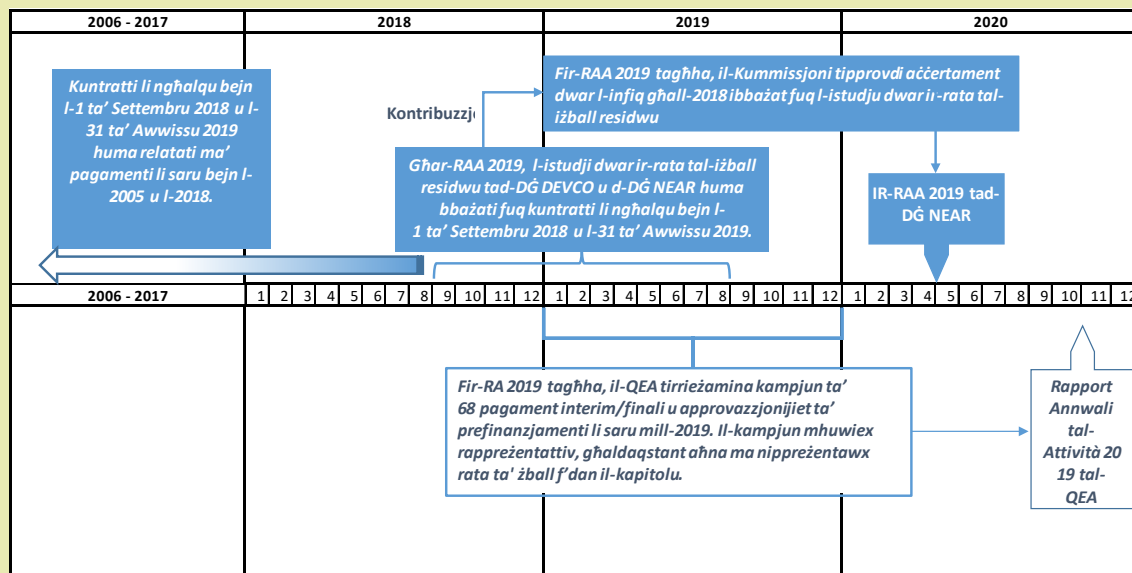 2006 - 2017 2018 2019 2020
Kuntratti li ngħalqu bejn
l-1 ta' Settembru 2018 u l-
31 ta' Awwissu 2019
huma relatati ma'
pagamenti li saru bejn l-
2005 u l-2018.
Fir-RAA 2019 tagħha, il-Kummissjoni tipprovdi aċċertament
dwar l-infiq għall-2018 ibbażat fuq l-istudju dwar ir-rata tal-
iżball residwu
Kontribuzzjo
Għar-RAA 2019, l-istudji dwar ir-rata tal-iżball
residwu tad-DĠ DEVCO u d-DĠ NEAR huma
bbażati fuq kuntratti li ngħalqu bejn l-
1 ta' Settembru 2018 u l-31 ta' Awwissu 2019.
IR-RAA 2019 tad-
DĠ NEAR
2006 - 2017 1 2 3 4 5 6 7 8 9 10 11 12 1 2 3 4 5 6 7 8 9 10 11 12 1 2 3 4 5 6 7 8 9 10 11 12
Fir-RA 2019 tagħha, il-QEA tirrieżamina kampjun ta'
68 pagament interim/finali u approvazzjonijiet ta'
prefinanzjamenti li saru mill-2019. Il-kampjun mhuwiex
rappreżentattiv, għaldaqstant aħna ma nippreżentawx
rata ta' żball f'dan il-kapitolu.
Rapport
Annwali
tal-
Attività 20
19 tal-
QEA